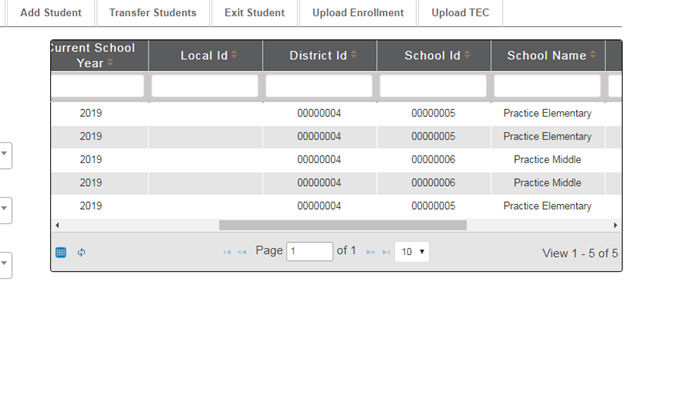 Add Student Transfer Students Exit Student Upload Enrollment Upload TEC
Current School Year Local Id District Id School Id School Name
2019 00000004 00000005 Practice Elementary
2019 00000004 00000005 Practice Elementary
2019 00000004 00000006 Practice Middle
2019 00000004 00000006 Practice Middle
2019 00000004 00000005 Practice Elementary
Page 1 of 1 10 View 1 - 5 of 5